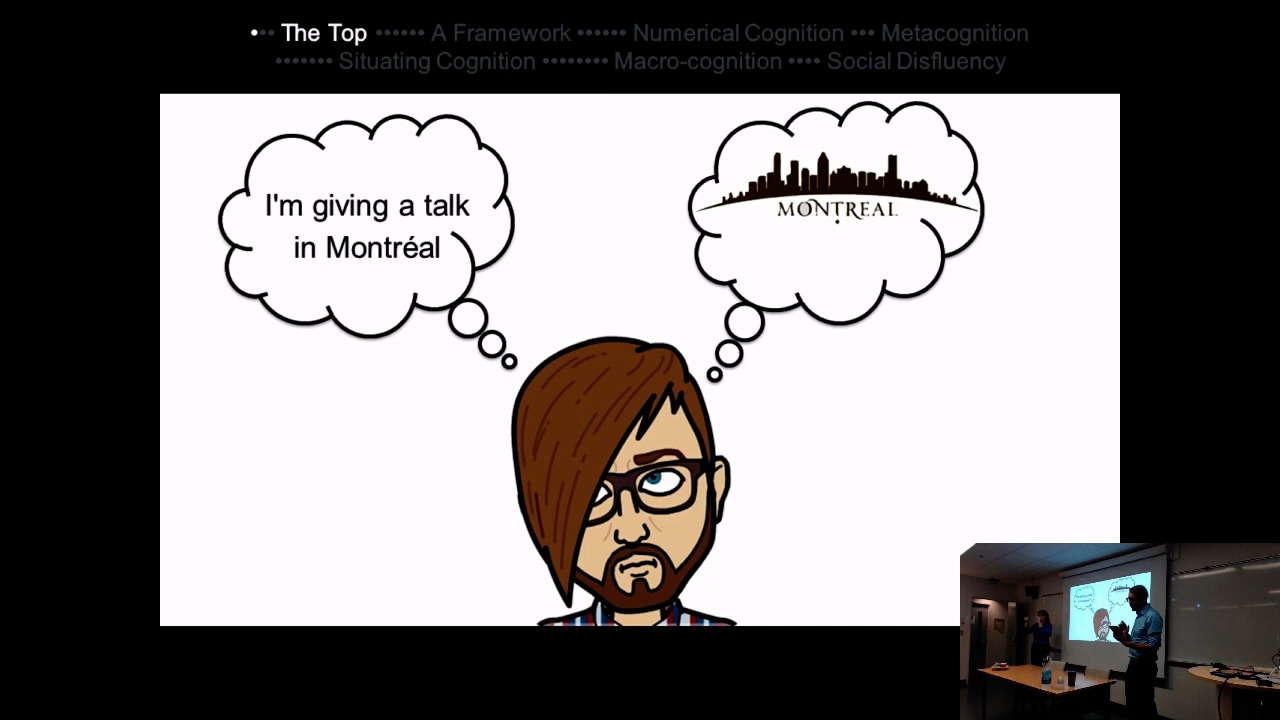 ••• The Top •••••• A Framework •••••• Numerical Cognition ••• Metacognition
••••••• Situating Cognition •••••••• Macro-cognition •••• Social Disfluency
I'm giving a talk
in Montréal
MONTREAL